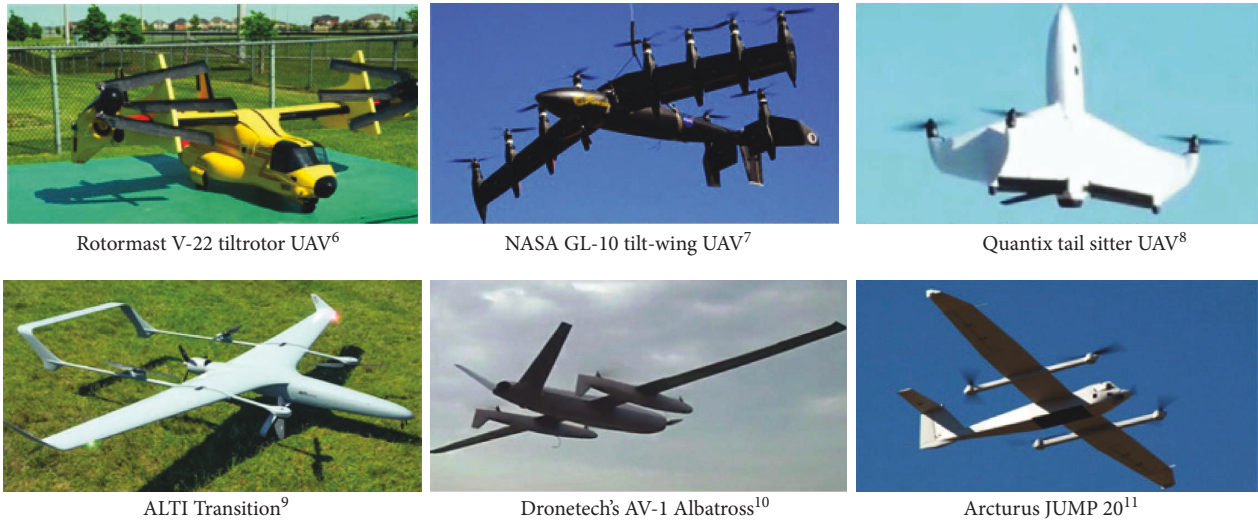 Rotormast V-22 tiltrotor UAV⁶
NASA GL-10 tilt-wing UAV⁷
Quantix tail sitter UAV⁸
ALTI Transition⁹
Dronetech's AV-1 Albatross¹⁰
Arcturus JUMP 20¹¹